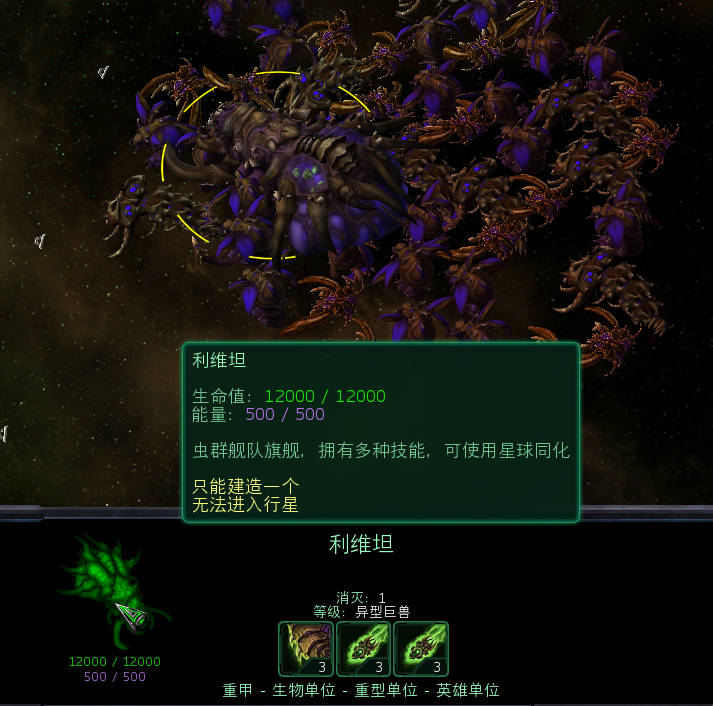 利维坦
生命值: 12000 / 12000
能量: 500 / 500
虫群舰队旗舰, 拥有多种技能, 可使用星球同化
只能建造一个
无法进入行星
利维坦
消灭: 1
等级: 异型巨兽
3 3 3
12000 / 12000
500 / 500
重甲 - 生物单位 - 重型单位 - 英雄单位